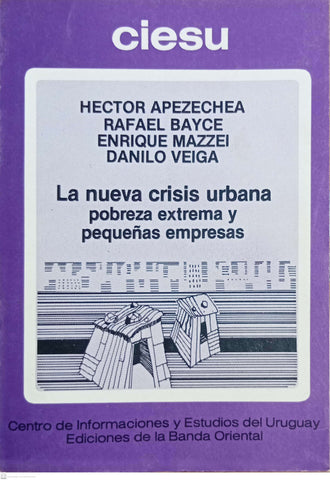 ciesu
HECTOR APEZECHEA
RAFAEL BAYCE
ENRIQUE MAZZEI
DANILO VEIGA
La nueva crisis urbana
pobreza extrema y
pequeñas empresas
Centro de Informaciones y Estudios del Uruguay
Ediciones de la Banda Oriental